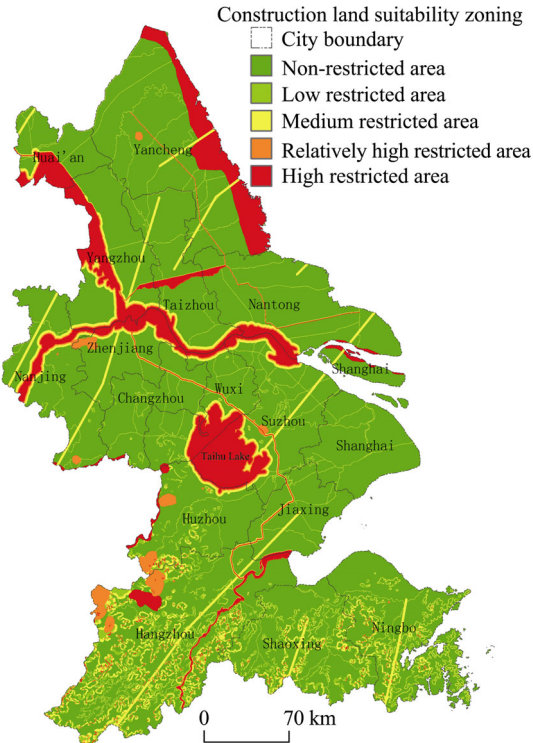 Construction land suitability zoning
City boundary
Non-restricted area
Low restricted area
Medium restricted area
Relatively high restricted area
High restricted area
Huai'an
Yancheng
Yangzhou
Taizhou
Nantong
Zhenjiang
Nanjing
Shanghai
Wuxi
Changzhou
Suzhou
Shanghai
Taihu Lake
Jiaxing
Huzhou
Hangzhou
Shaoxing
Ningbo
0 70 km